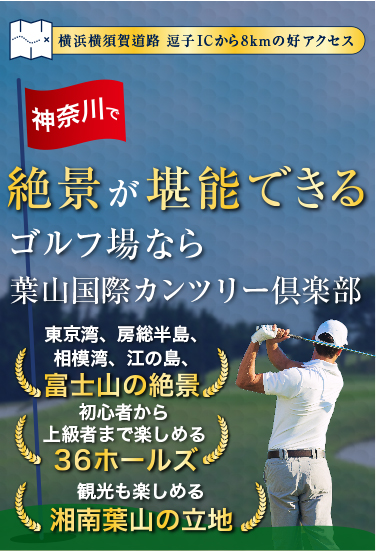 横浜横須賀道路 逗子ICから8kmの好アクセス
神奈川で
絶景が堪能できる
ゴルフ場なら
葉山国際カンツリー倶楽部
東京湾、房総半島、
相模湾、江の島、
富士山の絶景
初心者から
上級者まで楽しめる
36ホールズ
観光も楽しめる
湘南葉山の立地